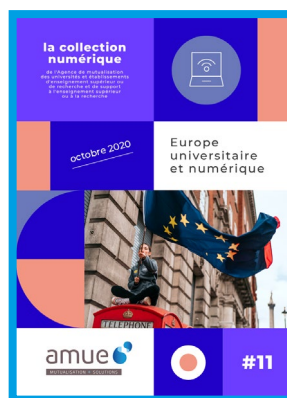 la collection
numérique
de l'Agence de mutualisation
des universités et établissements
d'enseignement supérieur ou
de recherche et de support
à l'enseignement supérieur
ou à la recherche
octobre 2020
Europe
universitaire
et numérique
TELEPHONE
amue
MUTUALISATION + SOLUTIONS
#11